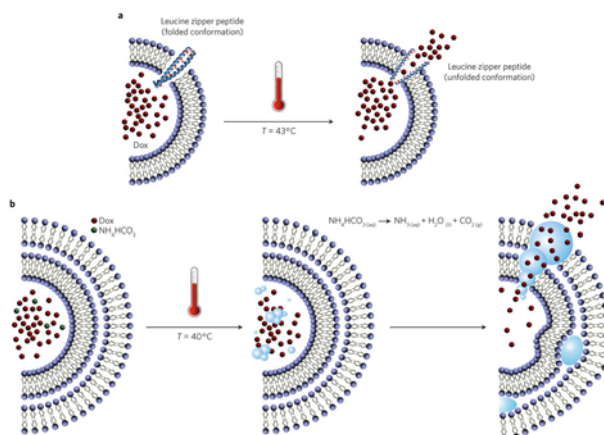 a
Leucine zipper peptide
(folded conformation)
Dox
T = 43°C
Leucine zipper peptide
(unfolded conformation)
b
Dox
NH₄HCO₃
T = 40°C
NH₄HCO₃ (aq) ⟶ NH₃ (aq) + H₂O (l) + CO₂ (g)